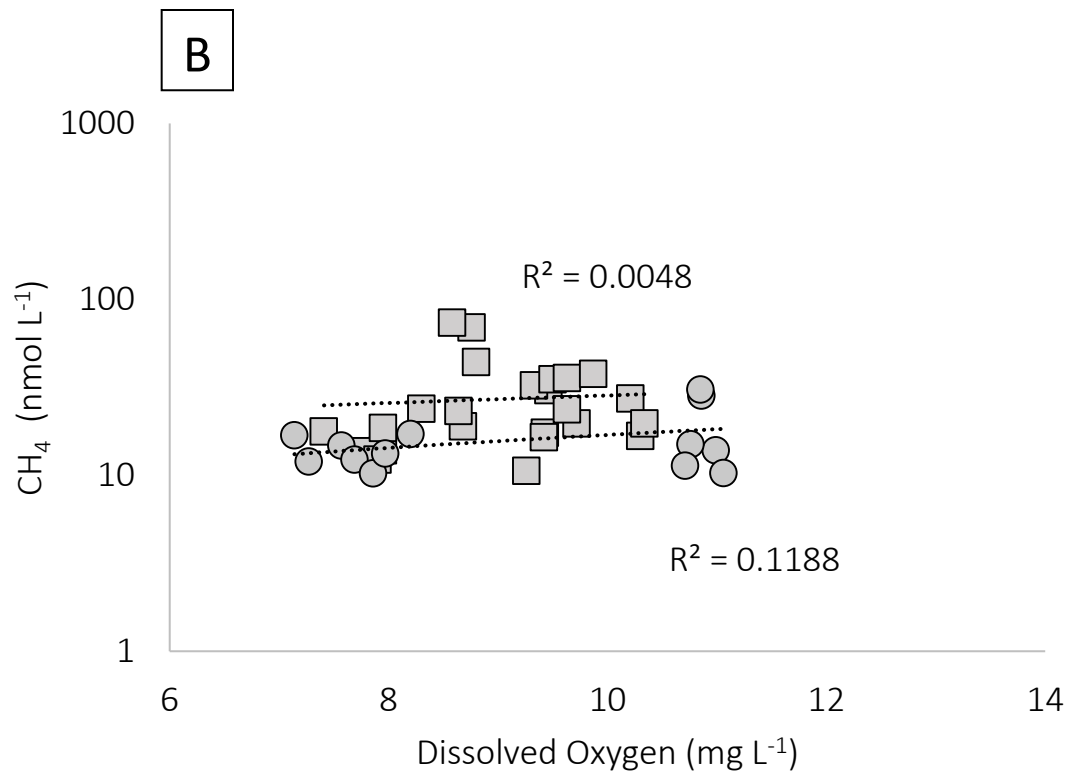 B
1000
100
10
1
CH₄ (nmol L⁻¹)
R² = 0.0048
R² = 0.1188
6 8 10 12 14
Dissolved Oxygen (mg L⁻¹)